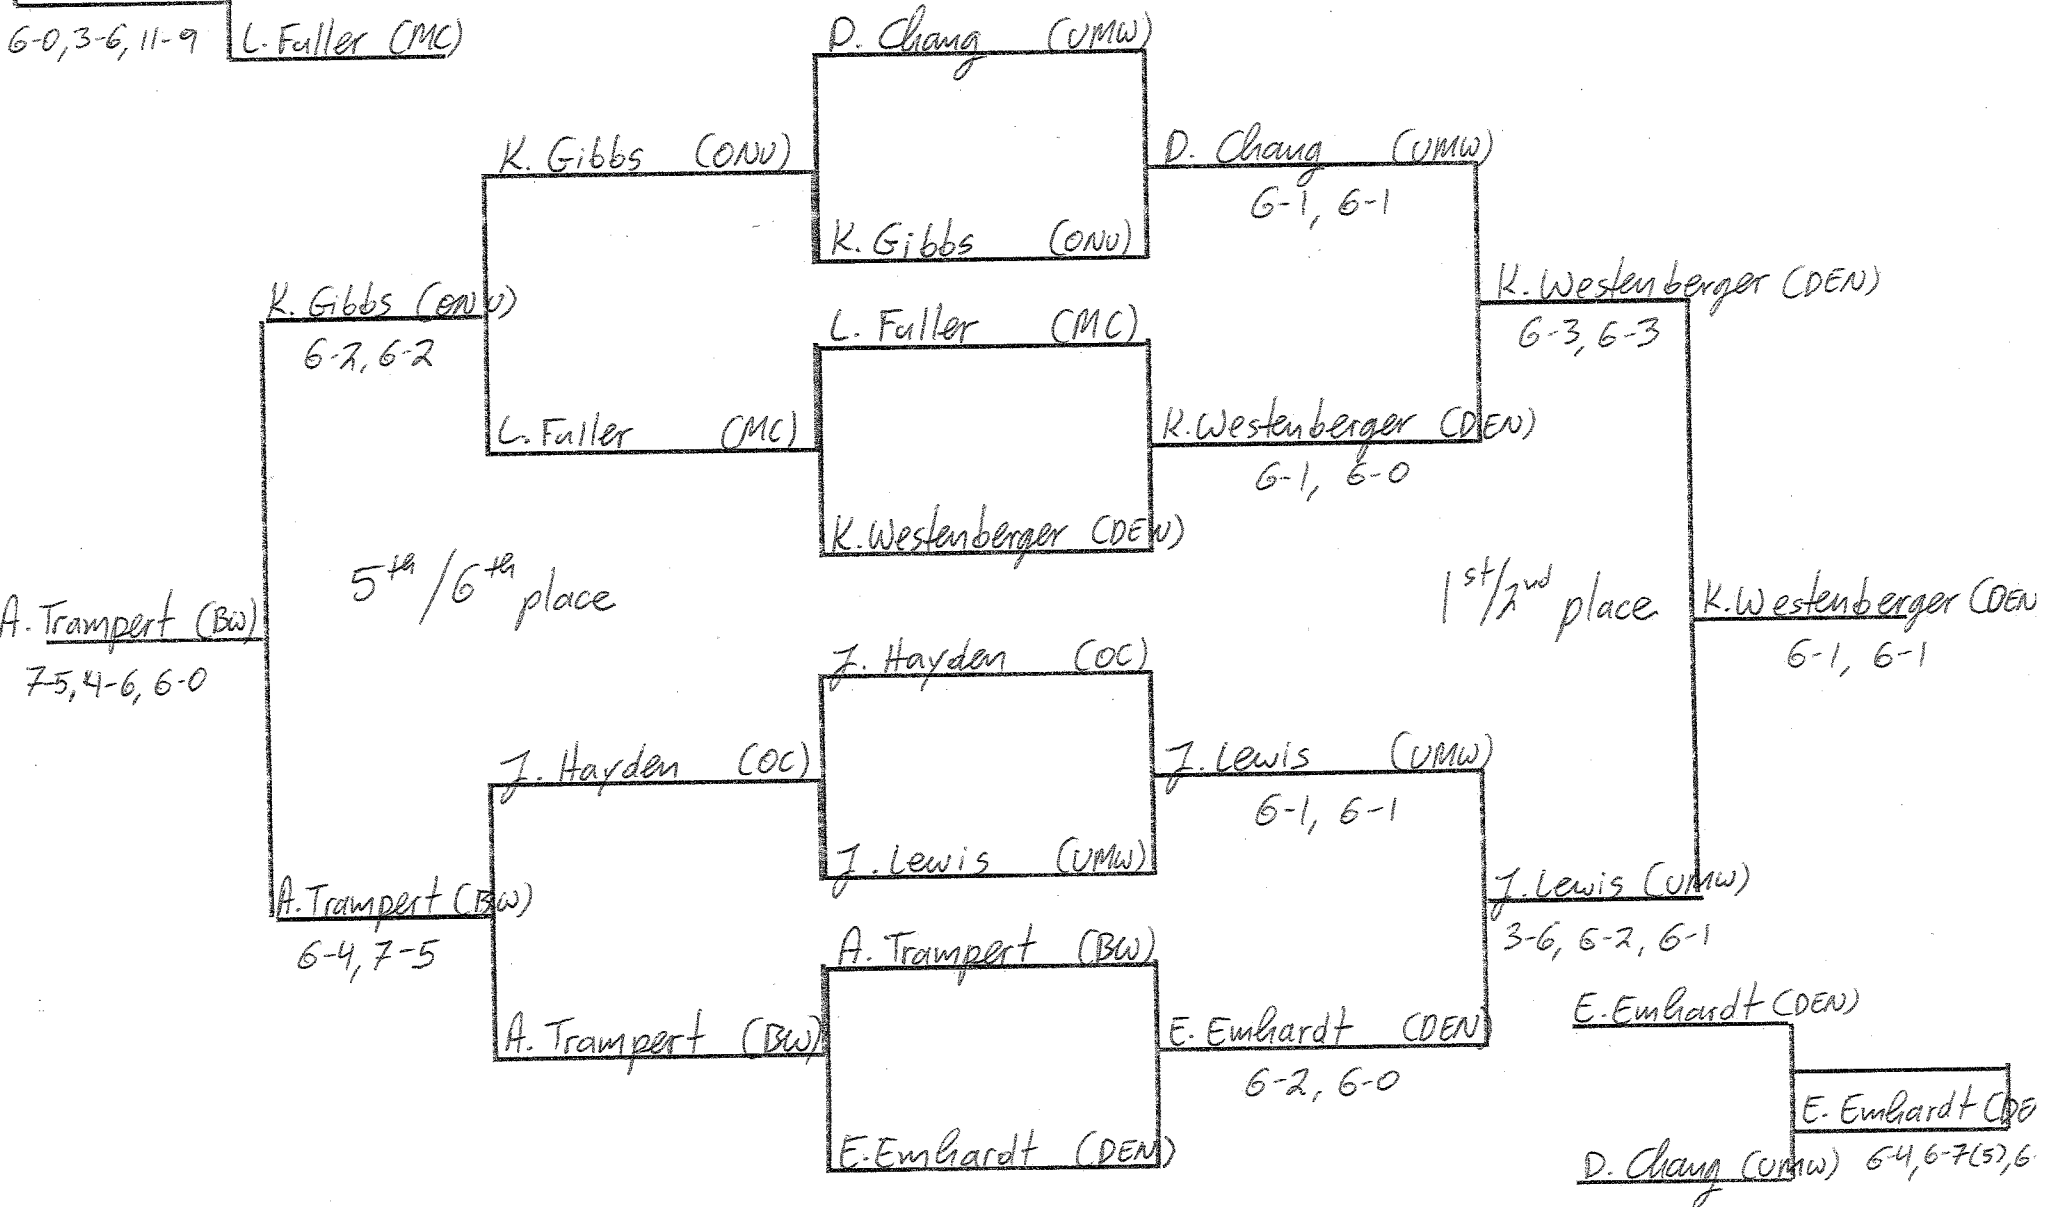 6-0, 3-6, 11-9
L. Fuller (MC)
D. Chang (UMW)
K. Gibbs (ONU)
D. Chang (UMW)
6-1, 6-1
K. Gibbs (ONU)
K. Gibbs (ONU)
6-2, 6-2
L. Fuller (MC)
K. Westenberger (DEN)
6-3, 6-3
L. Fuller (MC)
K. Westenberger (DEN)
6-1, 6-0
K. Westenberger (DEN)
5th/6th place
1st/2nd place
A. Trampert (BW)
7-5, 4-6, 6-0
K. Westenberger (DEN
6-1, 6-1
J. Hayden (OC)
J. Hayden (OC)
J. Lewis (UMW)
6-1, 6-1
J. Lewis (UMW)
A. Trampert (BW)
6-4, 7-5
J. Lewis (UMW)
3-6, 6-2, 6-1
A. Trampert (BW)
A. Trampert (BW)
E. Emhardt (DEN)
6-2, 6-0
E. Emhardt (DEN)
E. Emhardt (DEN)
E. Emhardt (DE
6-4, 6-7(5), 6-
D. Chang (UMW)